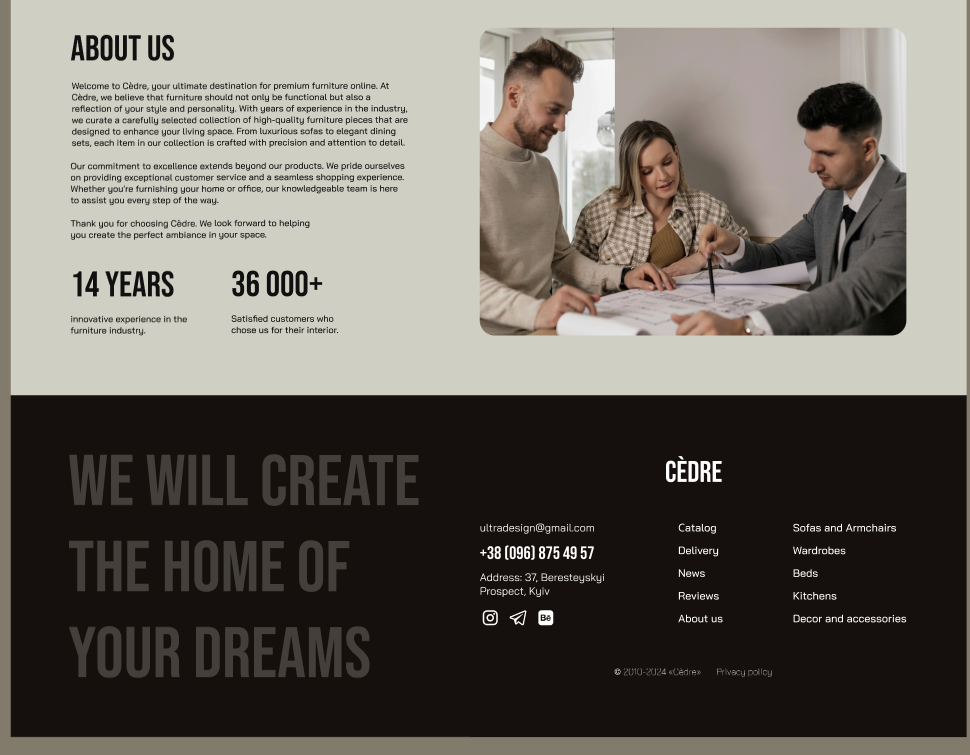 ABOUT US
Welcome to Cèdre, your ultimate destination for premium furniture online. At
Cèdre, we believe that furniture should not only be functional but also a
reflection of your style and personality. With years of experience in the industry,
we curate a carefully selected collection of high-quality furniture pieces that are
designed to enhance your living space. From luxurious sofas to elegant dining
sets, each item in our collection is crafted with precision and attention to detail.
Our commitment to excellence extends beyond our products. We pride ourselves
on providing exceptional customer service and a seamless shopping experience.
Whether you're furnishing your home or office, our knowledgeable team is here
to assist you every step of the way.
Thank you for choosing Cèdre. We look forward to helping
you create the perfect ambiance in your space.
14 YEARS
innovative experience in the
furniture industry.
36 000+
Satisfied customers who
chose us for their interior.
WE WILL CREATE
THE HOME OF
YOUR DREAMS
CÈDRE
ultradesign@gmail.com
+38 (096) 875 49 57
Address: 37, Beresteyskyi
Prospect, Kyiv
Bē
Catalog
Delivery
News
Reviews
About us
Sofas and Armchairs
Wardrobes
Beds
Kitchens
Decor and accessories
© 2010-2024 «Cèdre» Privacy policy